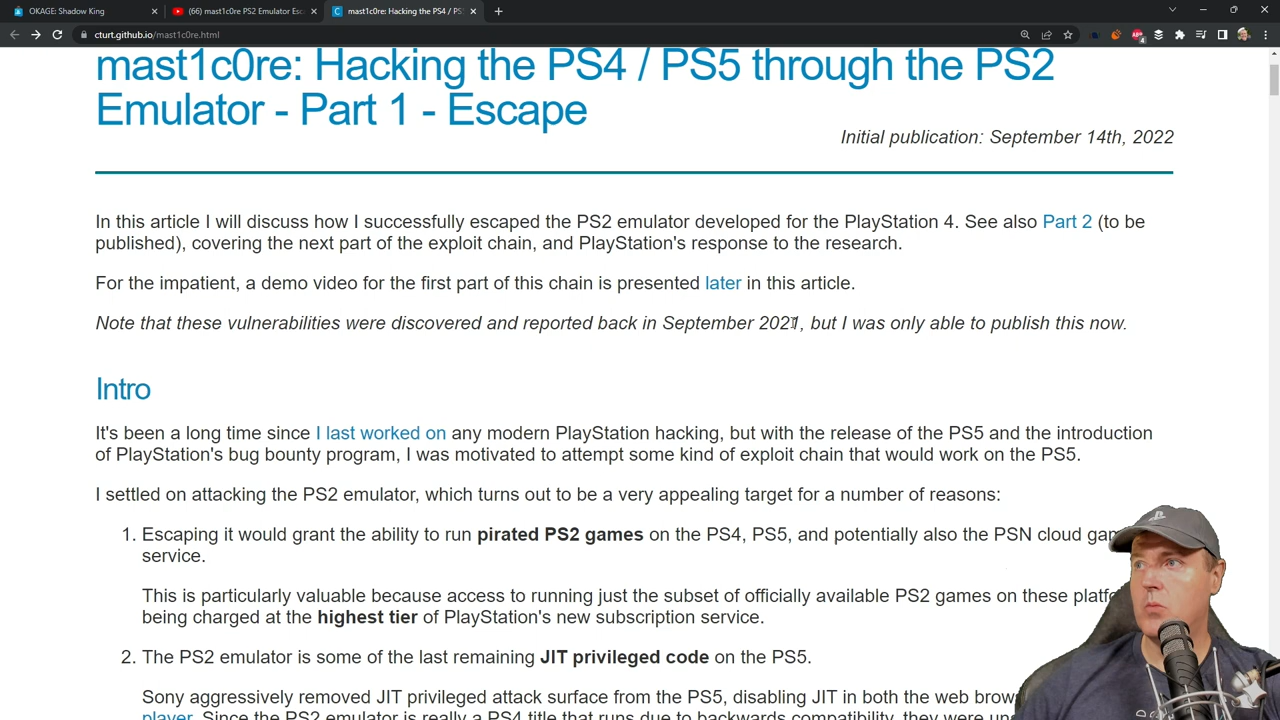 OKAGE: Shadow King
(66) mast1c0re PS2 Emulator Esc
mast1c0re: Hacking the PS4 / PS5
cturt.github.io/mast1c0re.html
mast1c0re: Hacking the PS4 / PS5 through the PS2
Emulator - Part 1 - Escape
Initial publication: September 14th, 2022
In this article I will discuss how I successfully escaped the PS2 emulator developed for the PlayStation 4. See also Part 2 (to be
published), covering the next part of the exploit chain, and PlayStation's response to the research.
For the impatient, a demo video for the first part of this chain is presented later in this article.
Note that these vulnerabilities were discovered and reported back in September 2021, but I was only able to publish this now.
Intro
It's been a long time since I last worked on any modern PlayStation hacking, but with the release of the PS5 and the introduction
of PlayStation's bug bounty program, I was motivated to attempt some kind of exploit chain that would work on the PS5.
I settled on attacking the PS2 emulator, which turns out to be a very appealing target for a number of reasons:
1. Escaping it would grant the ability to run pirated PS2 games on the PS4, PS5, and potentially also the PSN cloud gam
service.
This is particularly valuable because access to running just the subset of officially available PS2 games on these platf
being charged at the highest tier of PlayStation's new subscription service.
2. The PS2 emulator is some of the last remaining JIT privileged code on the PS5.
Sony aggressively removed JIT privileged attack surface from the PS5, disabling JIT in both the web brow
player. Since the PS2 emulator is really a PS4 title that runs due to backwards compatibility, they were un